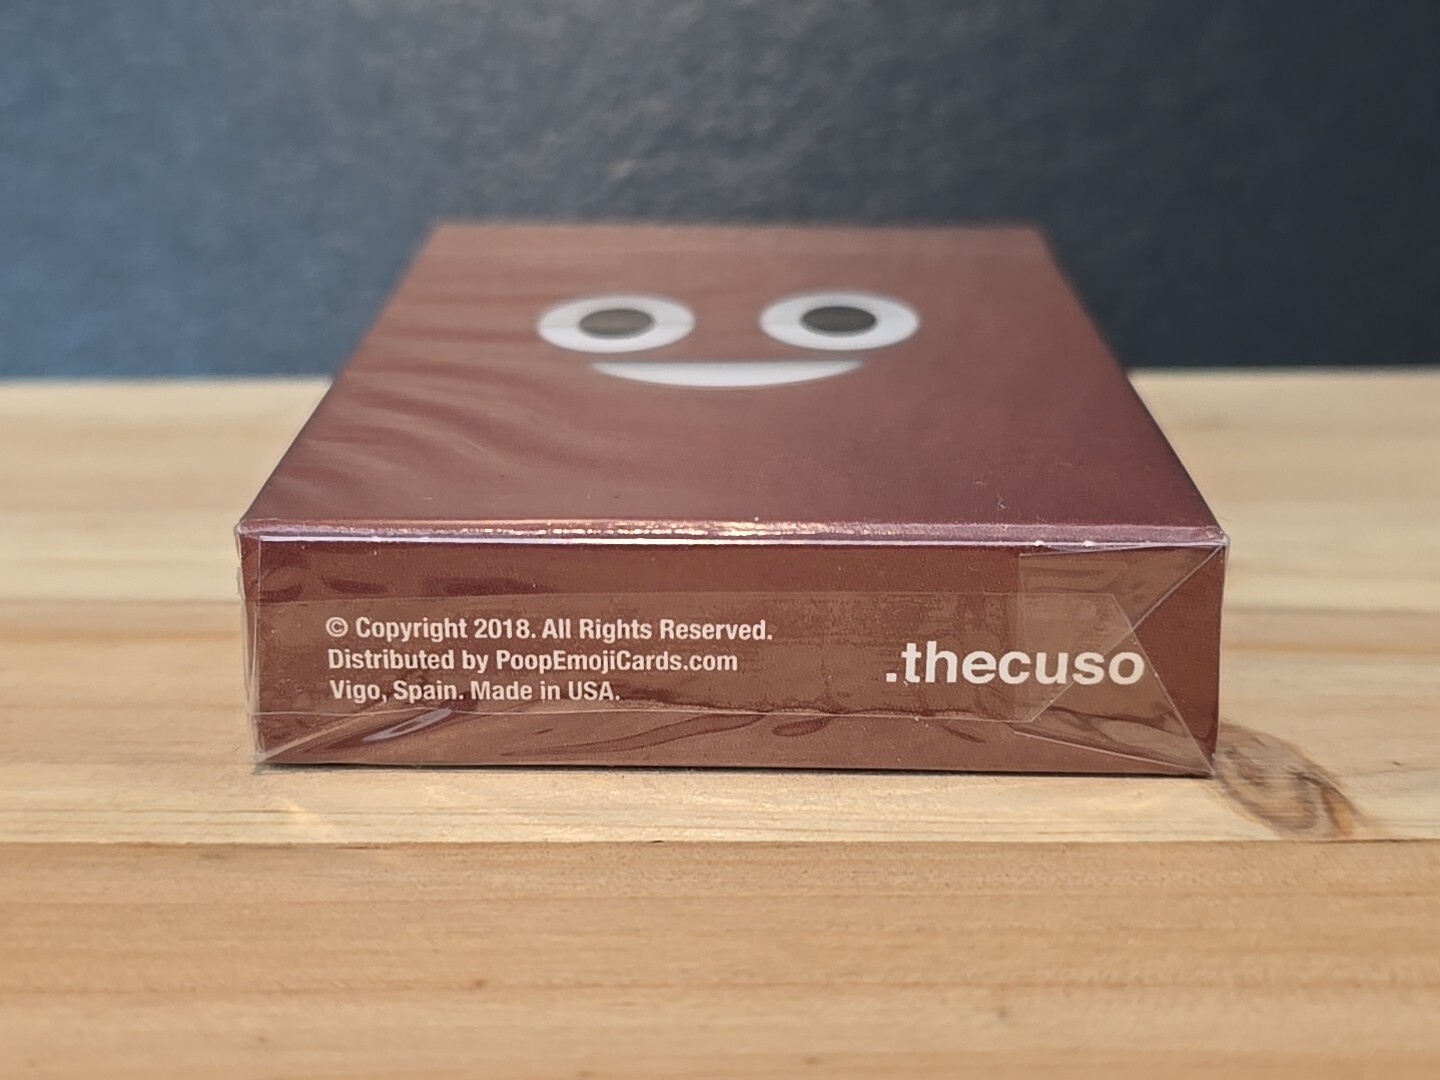 © Copyright 2018. All Rights Reserved.
Distributed by PoopEmojiCards.com
Vigo, Spain. Made in USA.
.thecuso